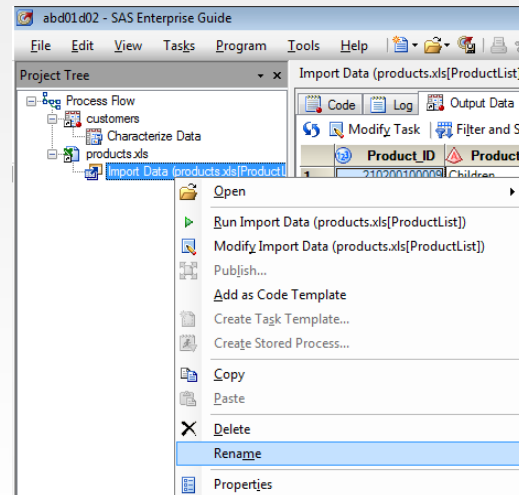 abd01d02 - SAS Enterprise Guide
File Edit View Tasks Program Tools Help
Project Tree
Import Data (products.xls[ProductList]
Process Flow
customers
Characterize Data
products.xls
Import Data (products.xls[ProductL
Code Log Output Data
Modify Task Filter and S
Product_ID Product
1 210200100009 Children
Open
Run Import Data (products.xls[ProductList])
Modify Import Data (products.xls[ProductList])
Publish...
Add as Code Template
Create Task Template...
Create Stored Process...
Copy
Paste
Delete
Rename
Properties